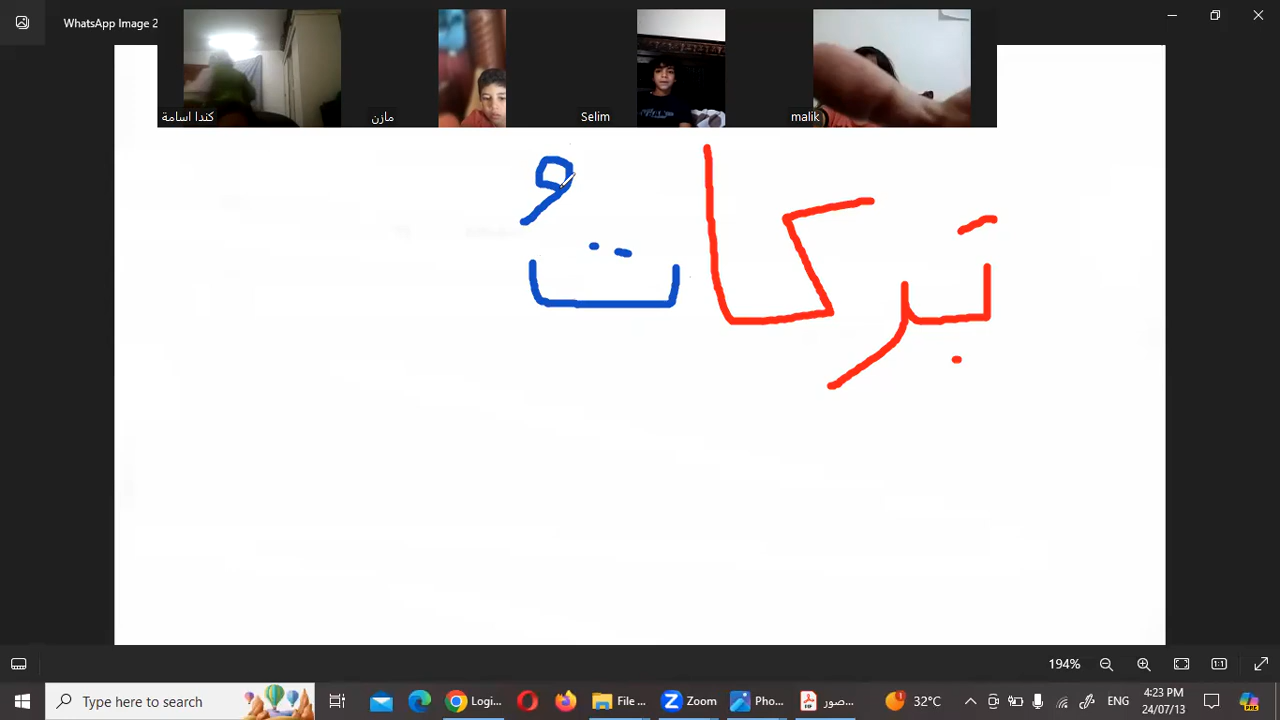 WhatsApp Image 2
كندا اسامة
مازن
Selim
malik
بَركاتُ
194%
Type here to search
Logi...
File ...
Zoom
Pho...
صور...
32°C
ENG
4:23 PM
24/07/13